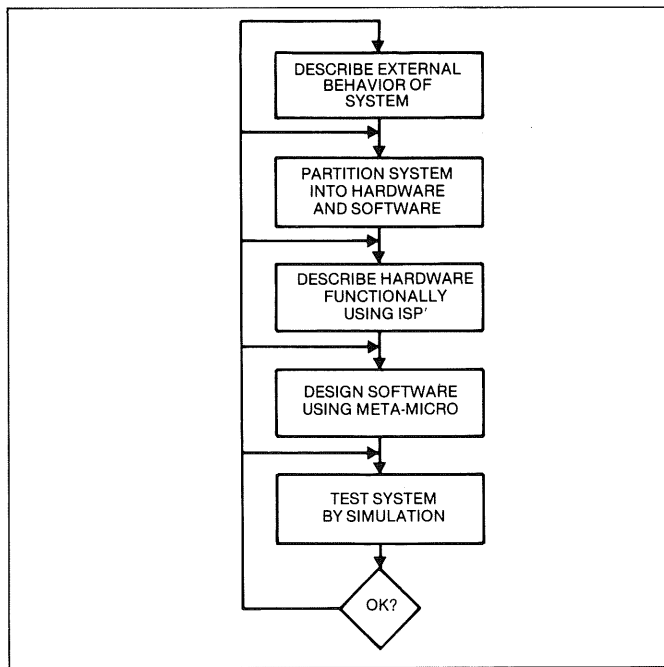 DESCRIBE EXTERNAL
BEHAVIOR OF
SYSTEM
PARTITION SYSTEM
INTO HARDWARE
AND SOFTWARE
DESCRIBE HARDWARE
FUNCTIONALLY
USING ISP′
DESIGN SOFTWARE
USING META-MICRO
TEST SYSTEM
BY SIMULATION
OK?